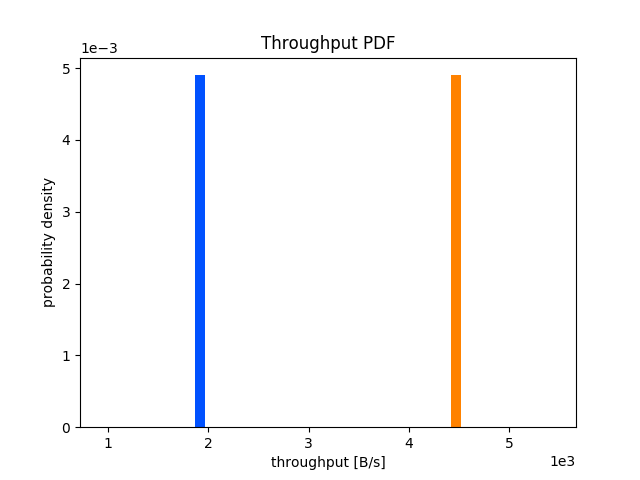 Throughput PDF
1e−3
5
4
3
2
1
0
probability density
1 2 3 4 5
throughput [B/s]
1e3